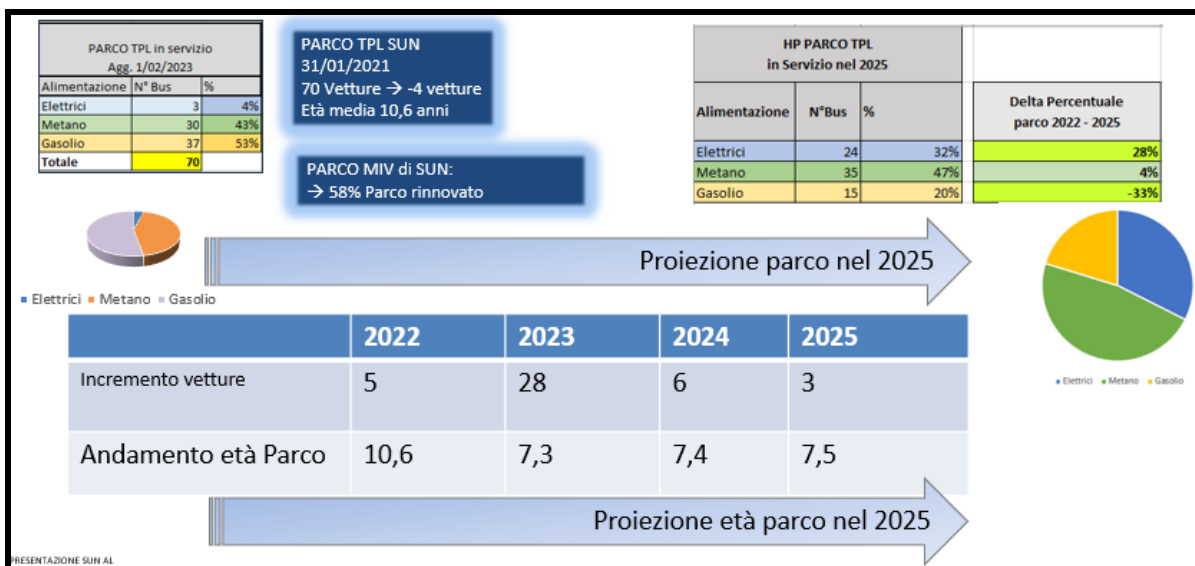 PARCO TPL in servizio
Agg. 1/02/2023
Alimentazione N° Bus %
Elettrici 3 4%
Metano 30 43%
Gasolio 37 53%
Totale 70
PARCO TPL SUN
31/01/2021
70 Vetture → -4 vetture
Età media 10,6 anni
PARCO MIV di SUN:
→ 58% Parco rinnovato
HP PARCO TPL
in Servizio nel 2025
Alimentazione N°Bus %
Elettrici 24 32%
Metano 35 47%
Gasolio 15 20%
Delta Percentuale
parco 2022 - 2025
28%
4%
-33%
Elettrici Metano Gasolio
Proiezione parco nel 2025
2022 2023 2024 2025
Incremento vetture 5 28 6 3
Andamento età Parco 10,6 7,3 7,4 7,5
Elettrici Metano Gasolio
Proiezione età parco nel 2025
PRESENTAZIONE SUN AL